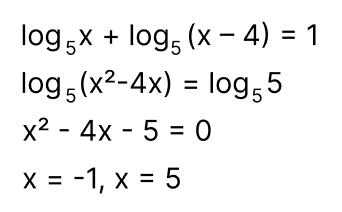 log₅x + log₅(x – 4) = 1
log₅(x²-4x) = log₅5
x² - 4x - 5 = 0
x = -1, x = 5